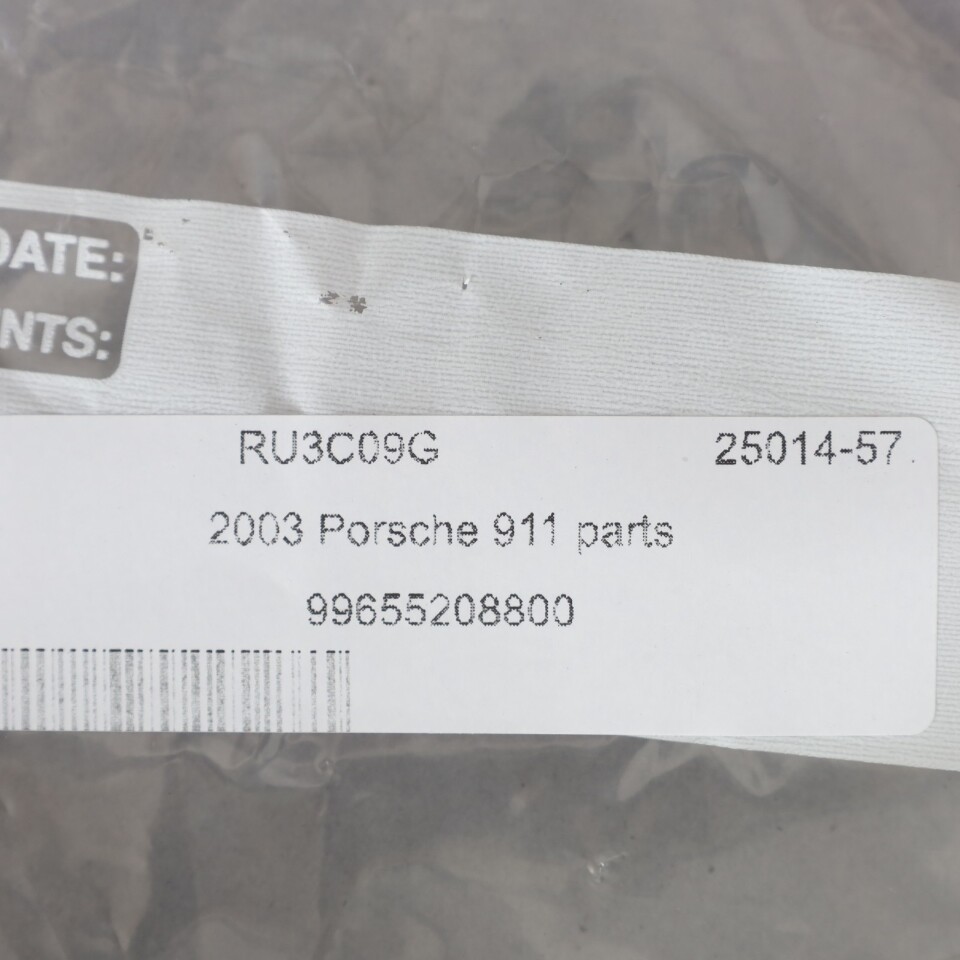 DATE:
NTS:
RU3C09G 25014-57
2003 Porsche 911 parts
99655208800